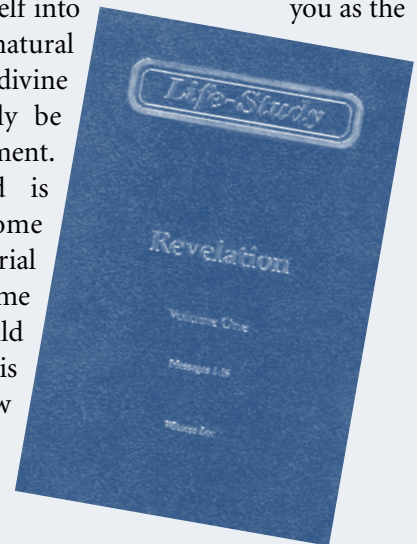 elf into you as the
natural
divine
ly be
ment.
d is
ome
rial
me
ld
is
w
Life-Study
Revelation
Volume One
Messages
Witness Lee